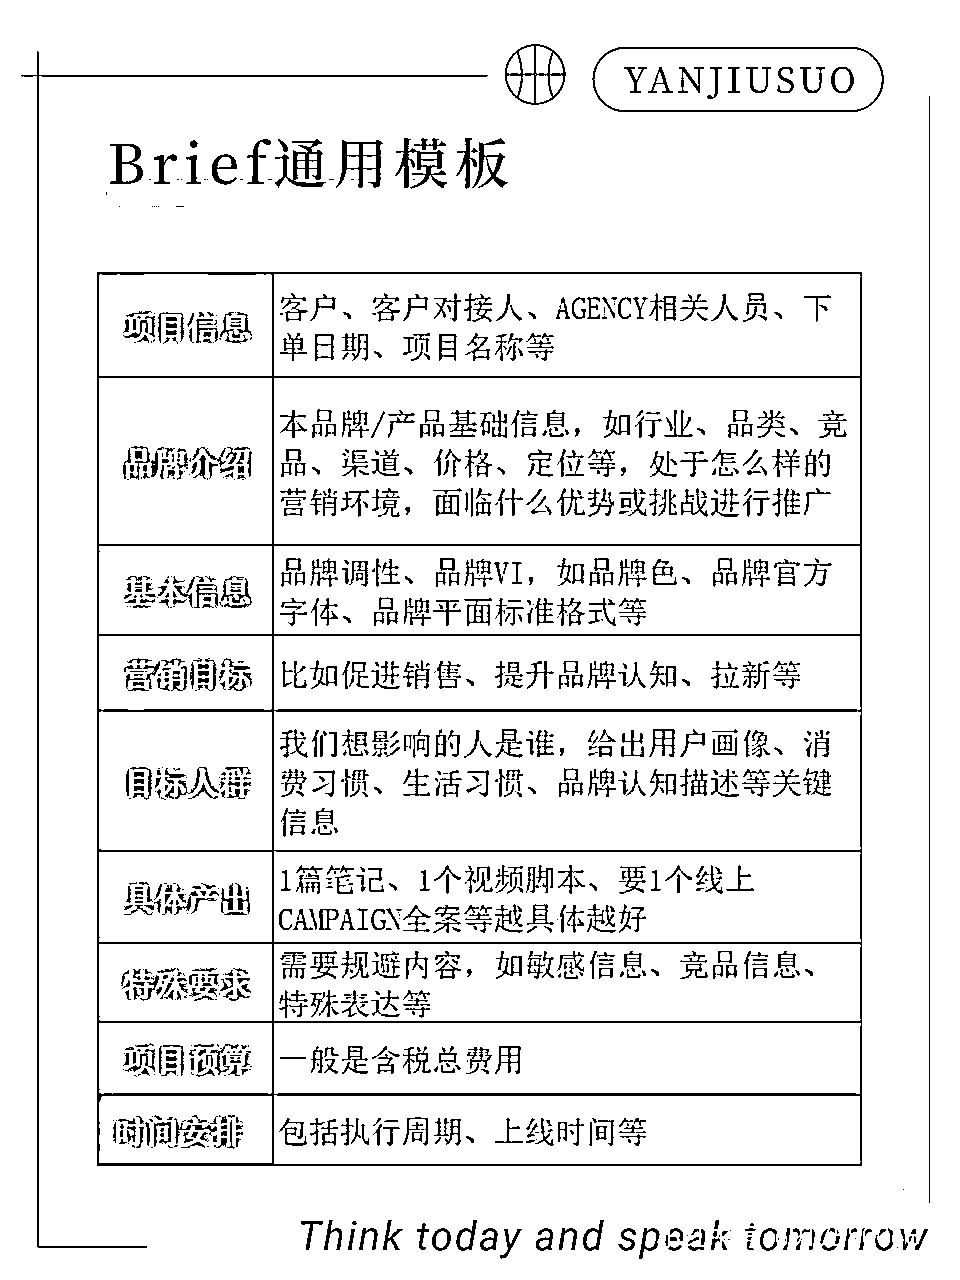 YANJIUSUO
Brief通用模板
项目信息
客户、客户对接人、AGENCY相关人员、下
单日期、项目名称等
品牌介绍
本品牌/产品基础信息，如行业、品类、竞
品、渠道、价格、定位等，处于怎么样的
营销环境，面临什么优势或挑战进行推广
基本信息
品牌调性、品牌VI，如品牌色、品牌官方
字体、品牌平面标准格式等
营销目标
比如促进销售、提升品牌认知、拉新等
目标人群
我们想影响的人是谁，给出用户画像、消
费习惯、生活习惯、品牌认知描述等关键
信息
具体产出
1篇笔记、1个视频脚本、要1个线上
CAMPAIGN全案等越具体越好
特殊要求
需要规避内容，如敏感信息、竞品信息、
特殊表达等
项目预算
一般是含税总费用
时间安排
包括执行周期、上线时间等
Think today and speak tomorrow